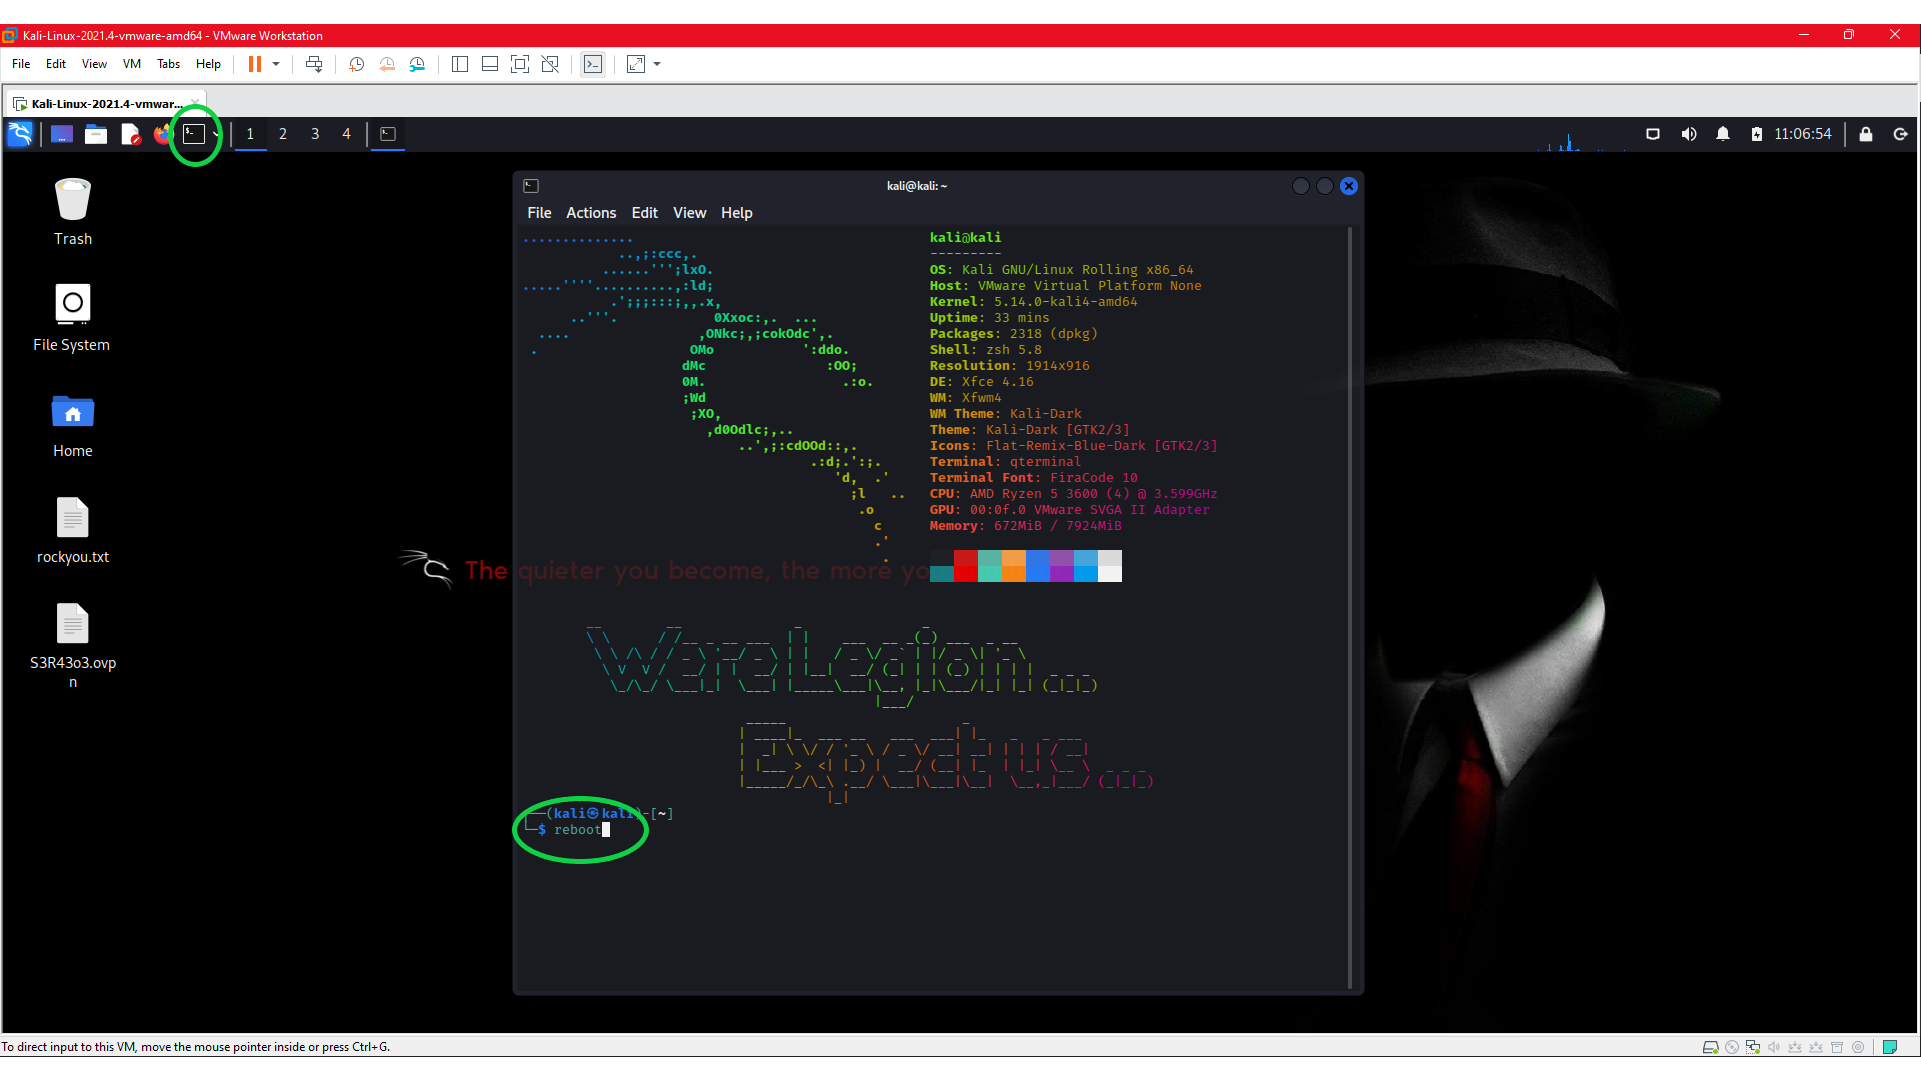 Kali-Linux-2021.4-vmware-amd64 - VMware Workstation
File Edit View VM Tabs Help
Kali-Linux-2021.4-vmwar...
1 2 3 4 11:06:54
kali@kali: ~
File Actions Edit View Help
Trash
File System
Home
rockyou.txt
S3R43o3.ovp
n
kali@kali
---------
OS: Kali GNU/Linux Rolling x86_64
Host: VMware Virtual Platform None
Kernel: 5.14.0-kali4-amd64
Uptime: 33 mins
Packages: 2318 (dpkg)
Shell: zsh 5.8
Resolution: 1914x916
DE: Xfce 4.16
WM: Xfwm4
WM Theme: Kali-Dark
Theme: Kali-Dark [GTK2/3]
Icons: Flat-Remix-Blue-Dark [GTK2/3]
Terminal: qterminal
Terminal Font: FiraCode 10
CPU: AMD Ryzen 5 3600 (4) @ 3.599GHz
GPU: 00:0f.0 VMware SVGA II Adapter
Memory: 672MiB / 7924MiB
The quieter you become, the more yo
We're Legion...
Expect us...
(kali㉿kali)-[~]
$ reboot
To direct input to this VM, move the mouse pointer inside or press Ctrl+G.